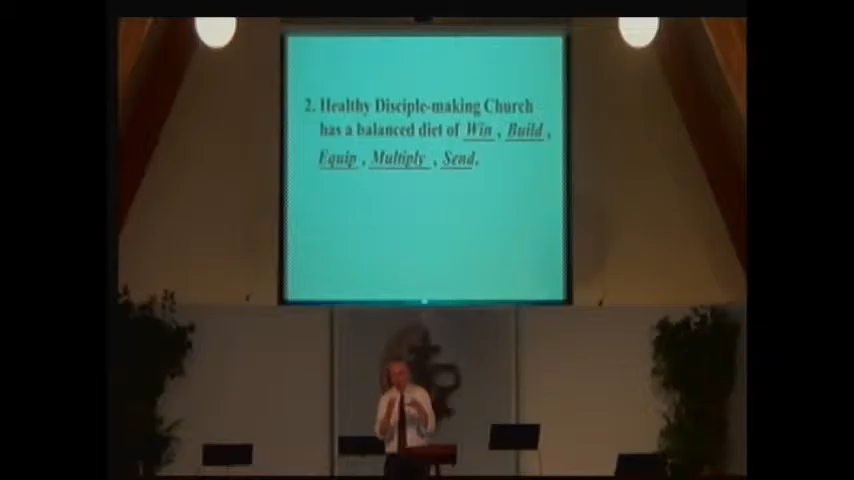 2. Healthy Disciple-making Church
has a balanced diet of Win , Build ,
Equip , Multiply , Send.